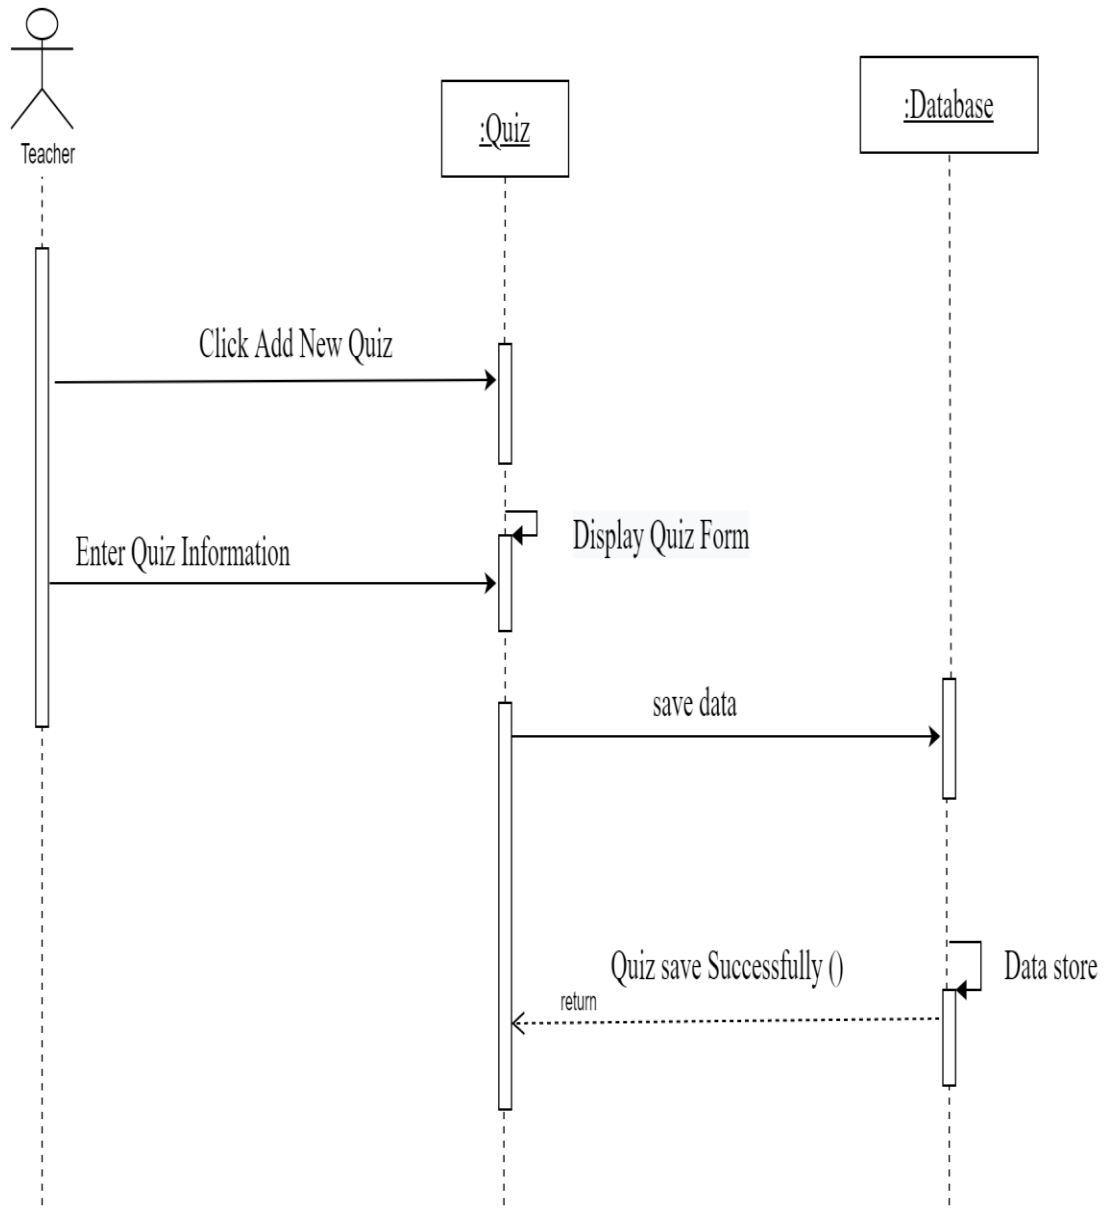 Teacher
:Quiz
:Database
Click Add New Quiz
Display Quiz Form
Enter Quiz Information
save data
Quiz save Successfully ()
Data store
return